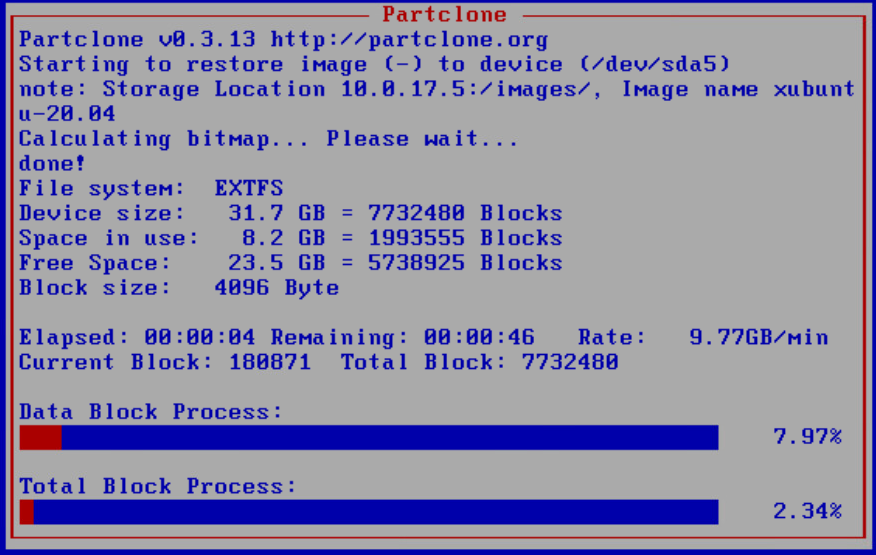 Partclone
Partclone v0.3.13 http://partclone.org
Starting to restore image (-) to device (/dev/sda5)
note: Storage Location 10.0.17.5:/images/, Image name xubunt
u-20.04
Calculating bitmap... Please wait...
done!
File system:  EXTFS
Device size:   31.7 GB = 7732480 Blocks
Space in use:   8.2 GB = 1993555 Blocks
Free Space:    23.5 GB = 5738925 Blocks
Block size:   4096 Byte
Elapsed: 00:00:04 Remaining: 00:00:46   Rate:   9.77GB/min
Current Block: 180871  Total Block: 7732480
Data Block Process:
7.97%
Total Block Process:
2.34%